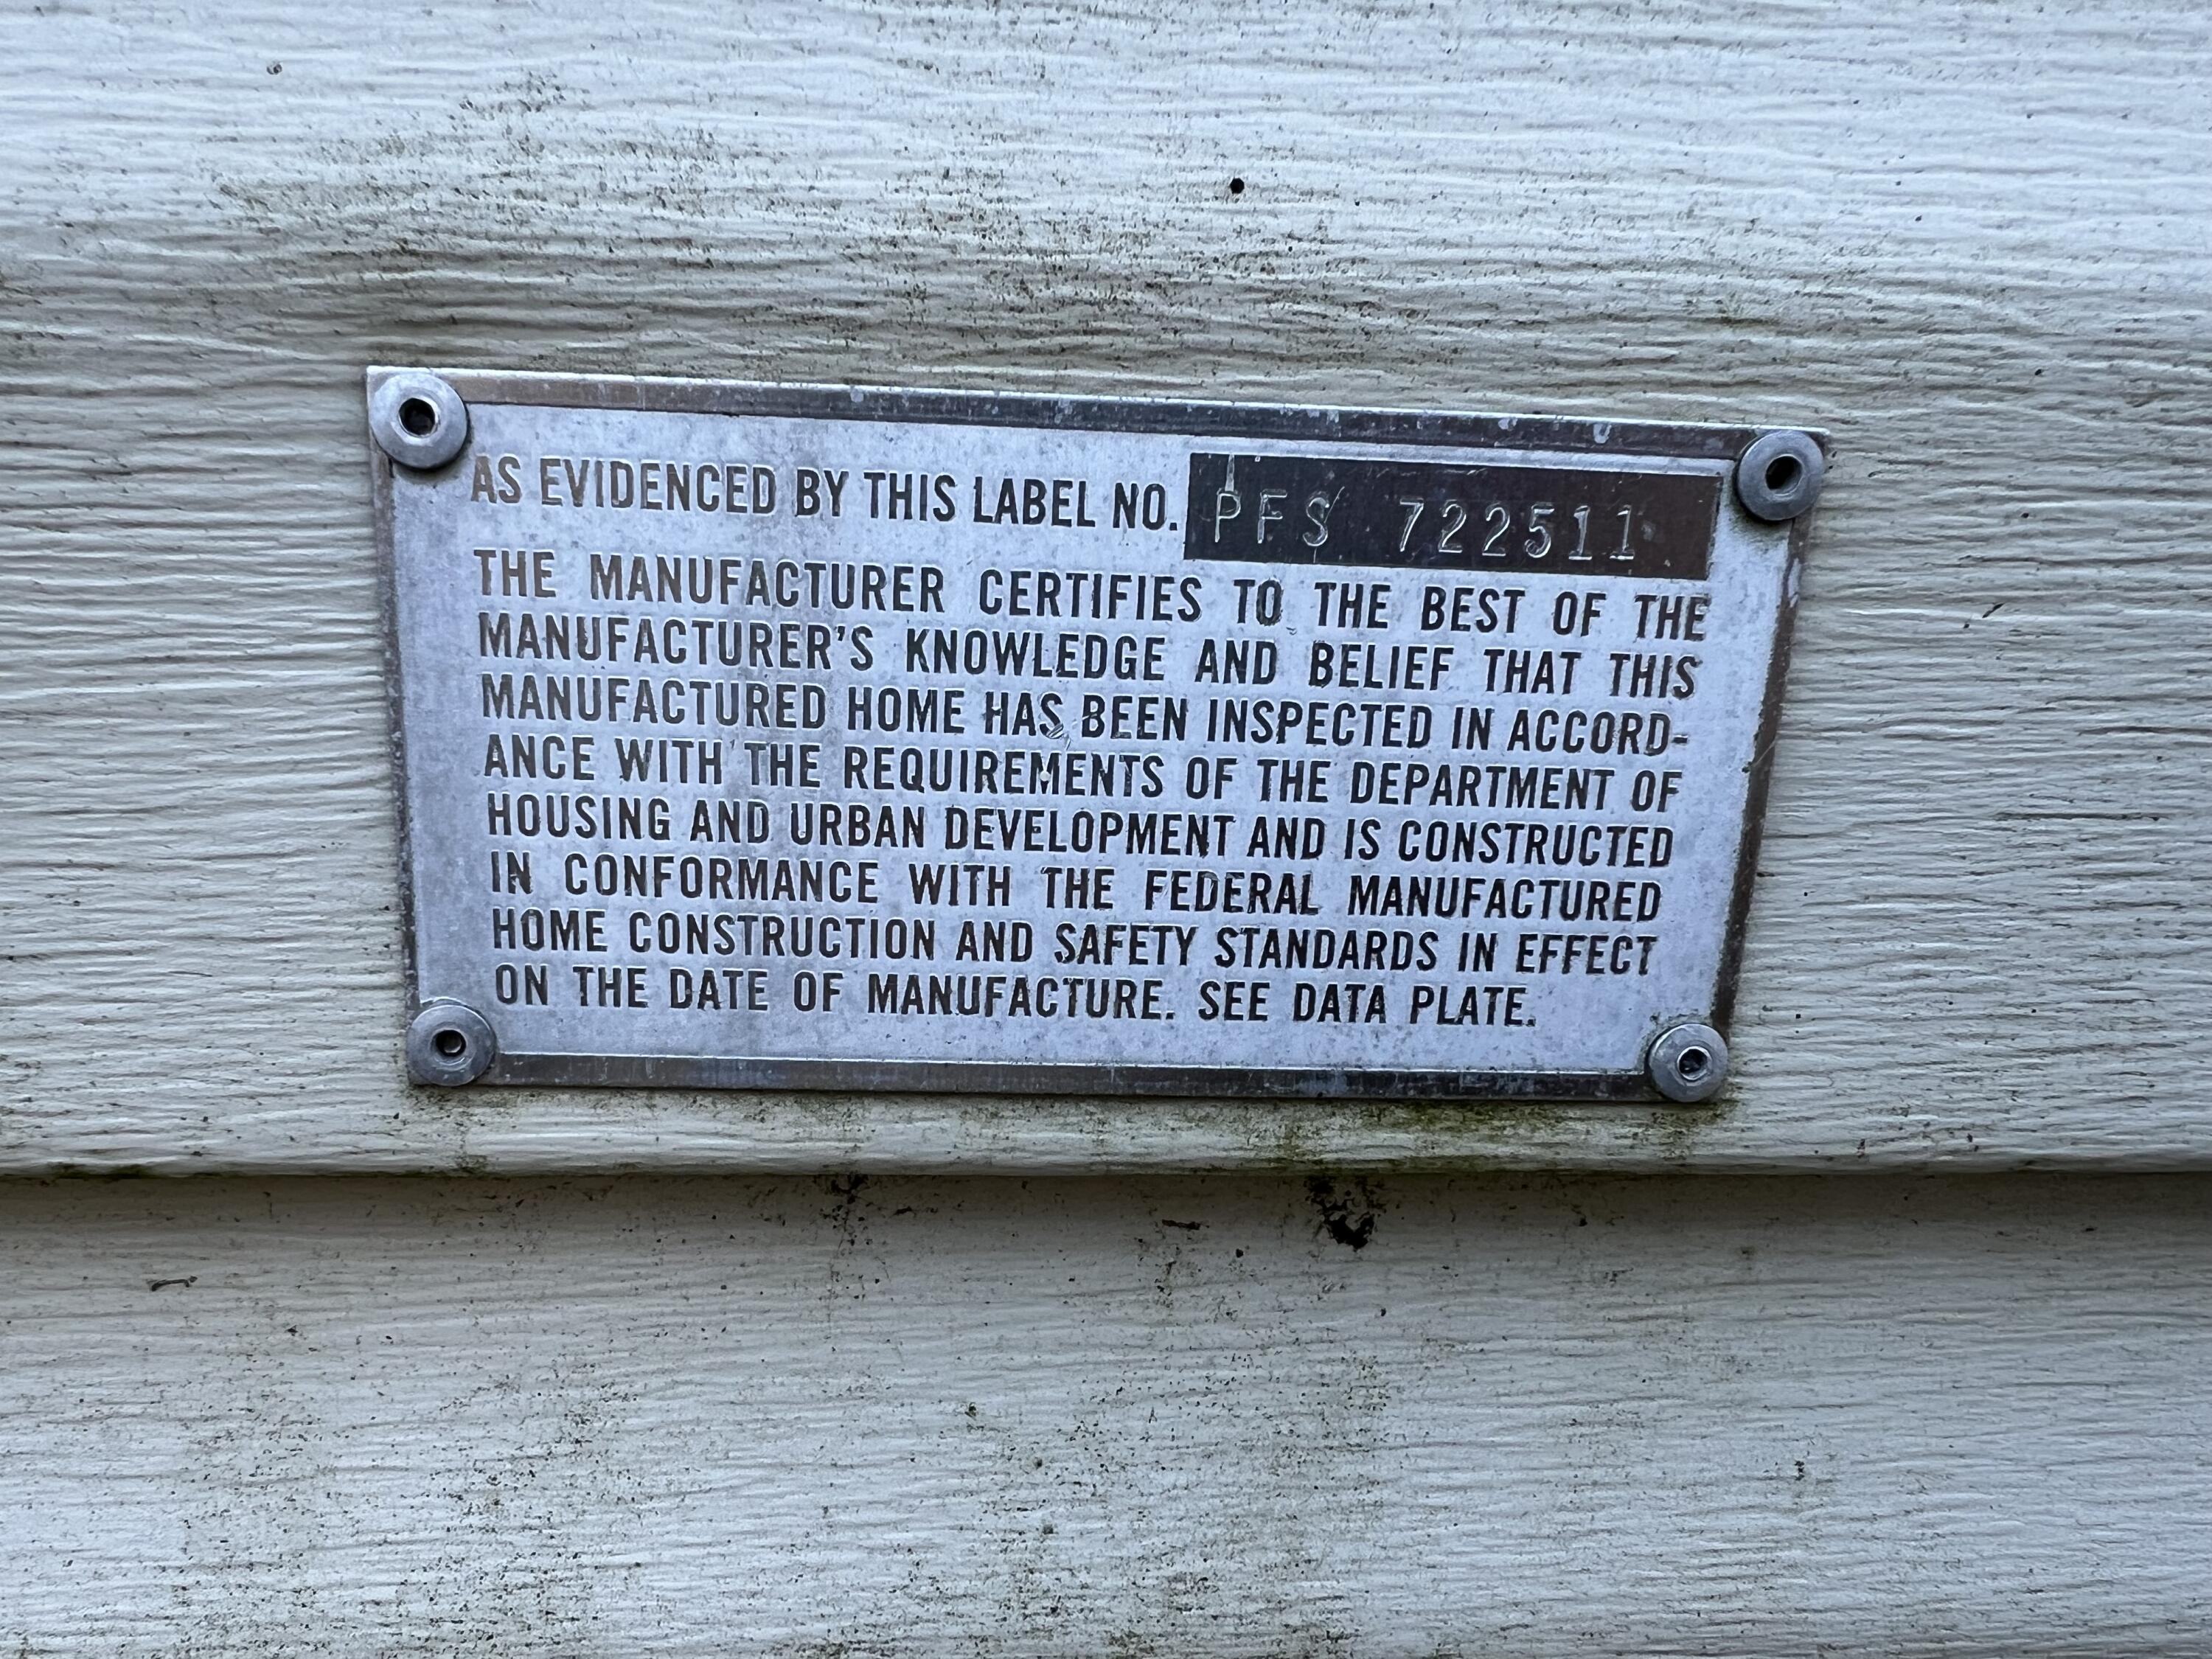 AS EVIDENCED BY THIS LABEL NO. PFS 722511
THE MANUFACTURER CERTIFIES TO THE BEST OF THE
MANUFACTURER'S KNOWLEDGE AND BELIEF THAT THIS
MANUFACTURED HOME HAS BEEN INSPECTED IN ACCORD-
ANCE WITH THE REQUIREMENTS OF THE DEPARTMENT OF
HOUSING AND URBAN DEVELOPMENT AND IS CONSTRUCTED
IN CONFORMANCE WITH THE FEDERAL MANUFACTURED
HOME CONSTRUCTION AND SAFETY STANDARDS IN EFFECT
ON THE DATE OF MANUFACTURE. SEE DATA PLATE.